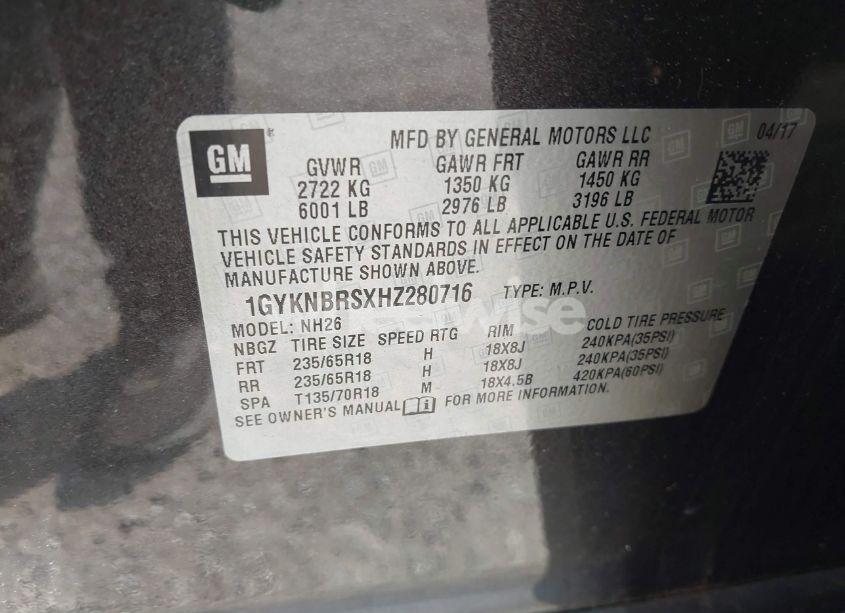 GM
MFD BY GENERAL MOTORS LLC 04/17
GVWR GAWR FRT GAWR RR
2722 KG 1350 KG 1450 KG
6001 LB 2976 LB 3196 LB
THIS VEHICLE CONFORMS TO ALL APPLICABLE U.S. FEDERAL MOTOR
VEHICLE SAFETY STANDARDS IN EFFECT ON THE DATE OF
MANUFACTURE SHOWN ABOVE.
1GYKNBRSXHZ280716 TYPE: M.P.V.
MODEL: NH26
NBGZ TIRE SIZE SPEED RTG RIM COLD TIRE PRESSURE
FRT 235/65R18 H 18X8J 240KPA(35PSI)
RR 235/65R18 H 18X8J 240KPA(35PSI)
SPA T135/70R18 M 18X4.5B 420KPA(60PSI)
SEE OWNER'S MANUAL FOR MORE INFORMATION.